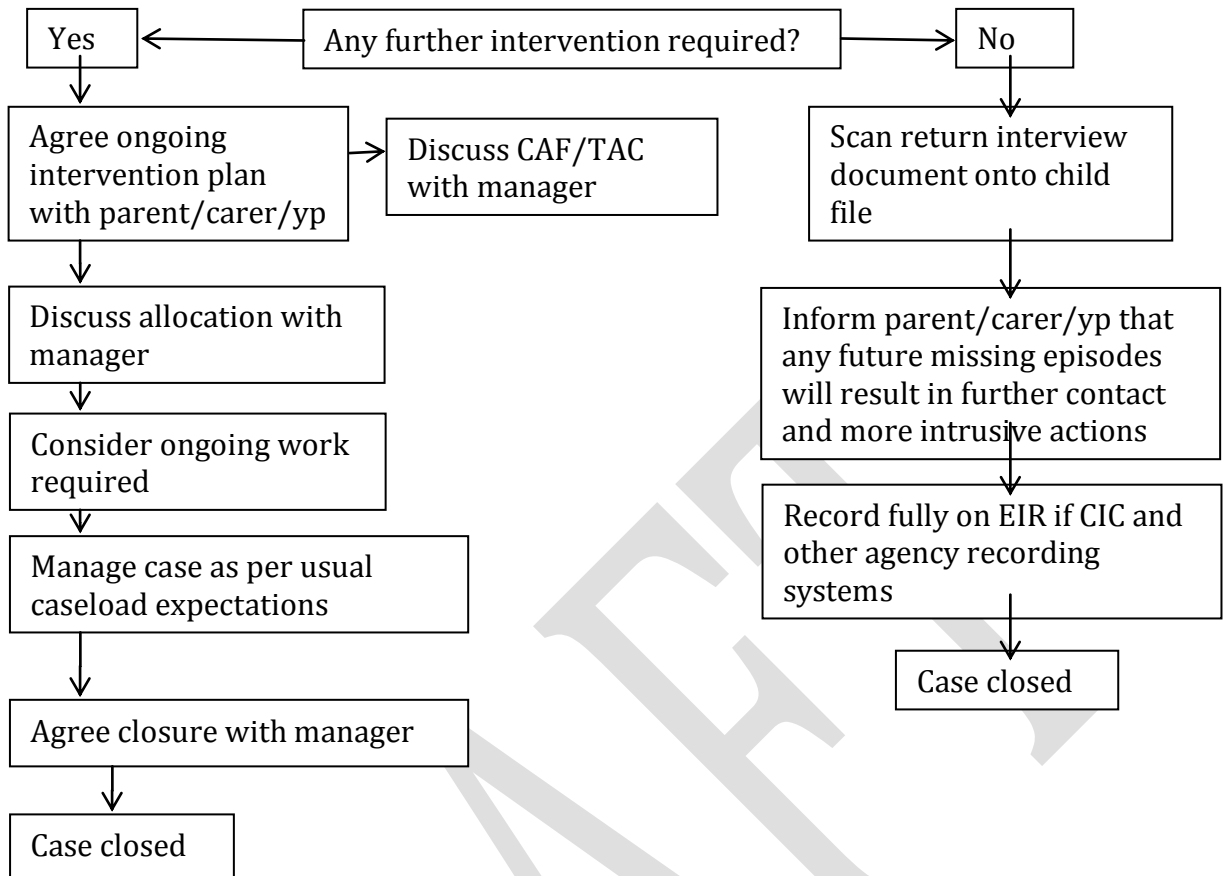 Yes
Any further intervention required?
No
Agree ongoing
intervention plan
with parent/carer/yp
Discuss CAF/TAC
with manager
Scan return interview
document onto child
file
Discuss allocation with
manager
Inform parent/carer/yp that
any future missing episodes
will result in further contact
and more intrusive actions
Consider ongoing work
required
Record fully on EIR if CIC and
other agency recording
systems
Manage case as per usual
caseload expectations
Case closed
Agree closure with manager
Case closed